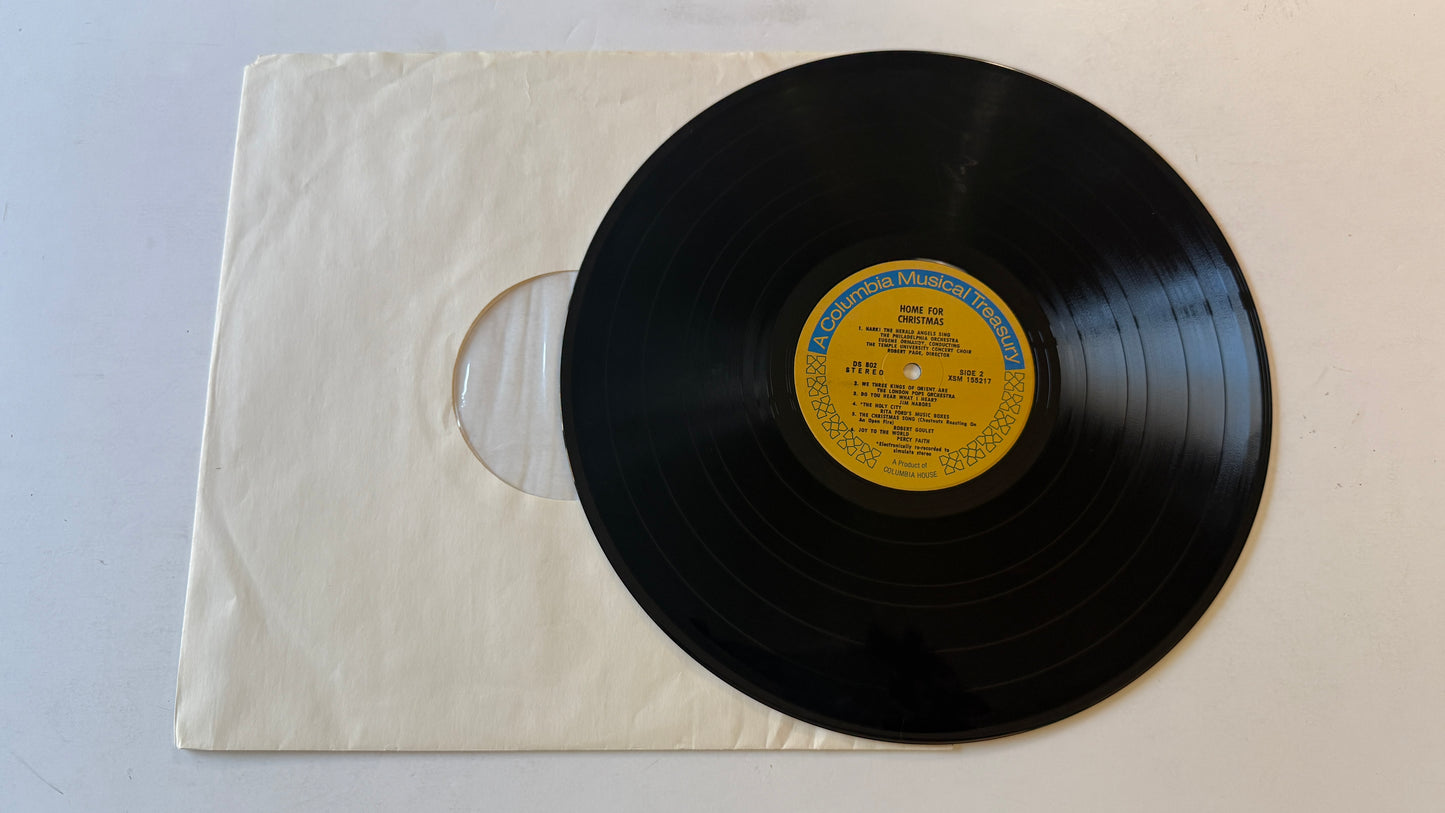 A Columbia Musical Treasury
HOME FOR
CHRISTMAS
1. HARK! THE HERALD ANGELS SING
THE PHILADELPHIA ORCHESTRA
EUGENE ORMANDY, CONDUCTING
THE TEMPLE UNIVERSITY CONCERT CHOIR
ROBERT PAGE, DIRECTOR
DS 802
STEREO
SIDE 2
XSM 155217
2. WE THREE KINGS OF ORIENT ARE
THE LONDON POPS ORCHESTRA
3. DO YOU HEAR WHAT I HEAR?
JIM NABORS
4. *THE HOLY CITY
RITA FORD'S MUSIC BOXES
5. THE CHRISTMAS SONG (Chestnuts Roasting On
An Open Fire)
ROBERT GOULET
6. JOY TO THE WORLD
PERCY FAITH
*Electronically re-recorded to
simulate stereo
A Product of
COLUMBIA HOUSE